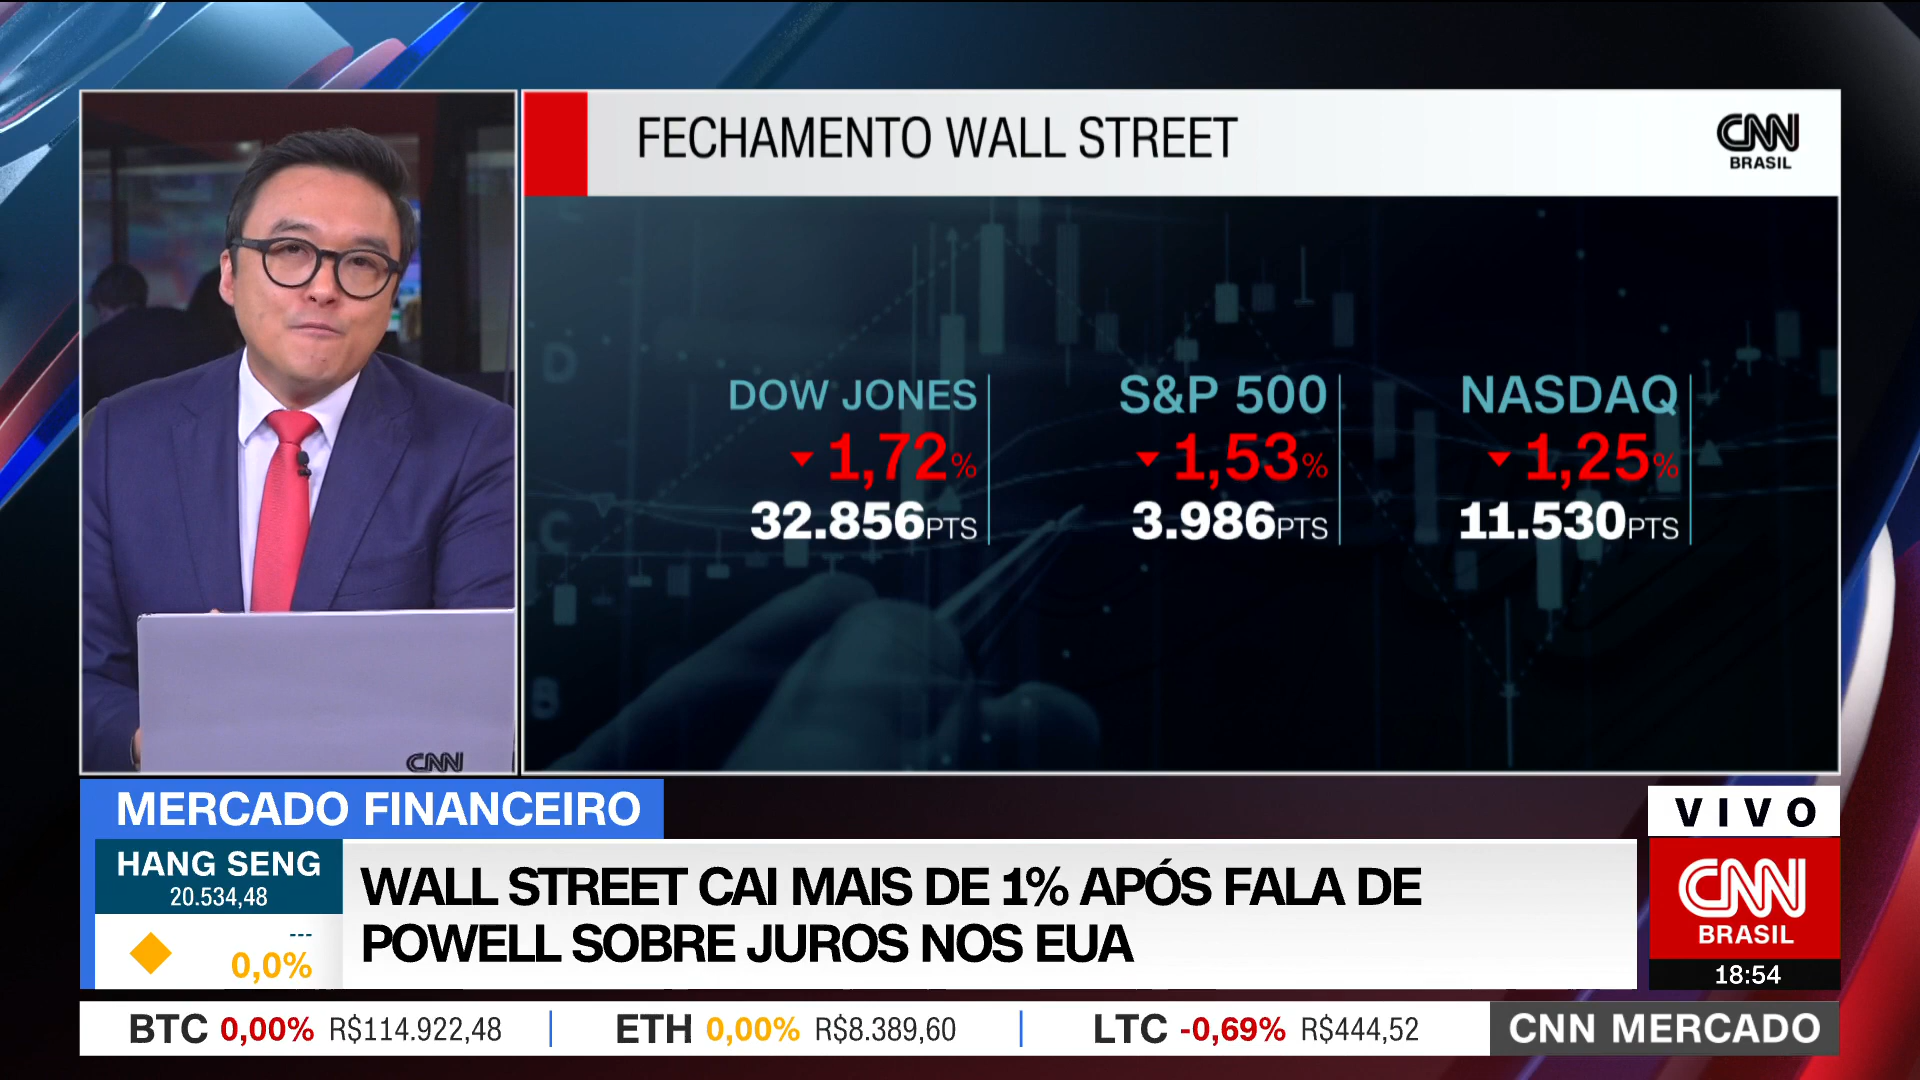 FECHAMENTO WALL STREET
CNN
BRASIL
DOW JONES
1,72%
32.856PTS
S&P 500
1,53%
3.986PTS
NASDAQ
1,25%
11.530PTS
D
C
B
CNN
MERCADO FINANCEIRO
HANG SENG
20.534,48
---
0,0%
WALL STREET CAI MAIS DE 1% APÓS FALA DE
POWELL SOBRE JUROS NOS EUA
VIVO
CNN
BRASIL
18:54
BTC 0,00% R$114.922,48 | ETH 0,00% R$8.389,60 | LTC -0,69% R$444,52
CNN MERCADO